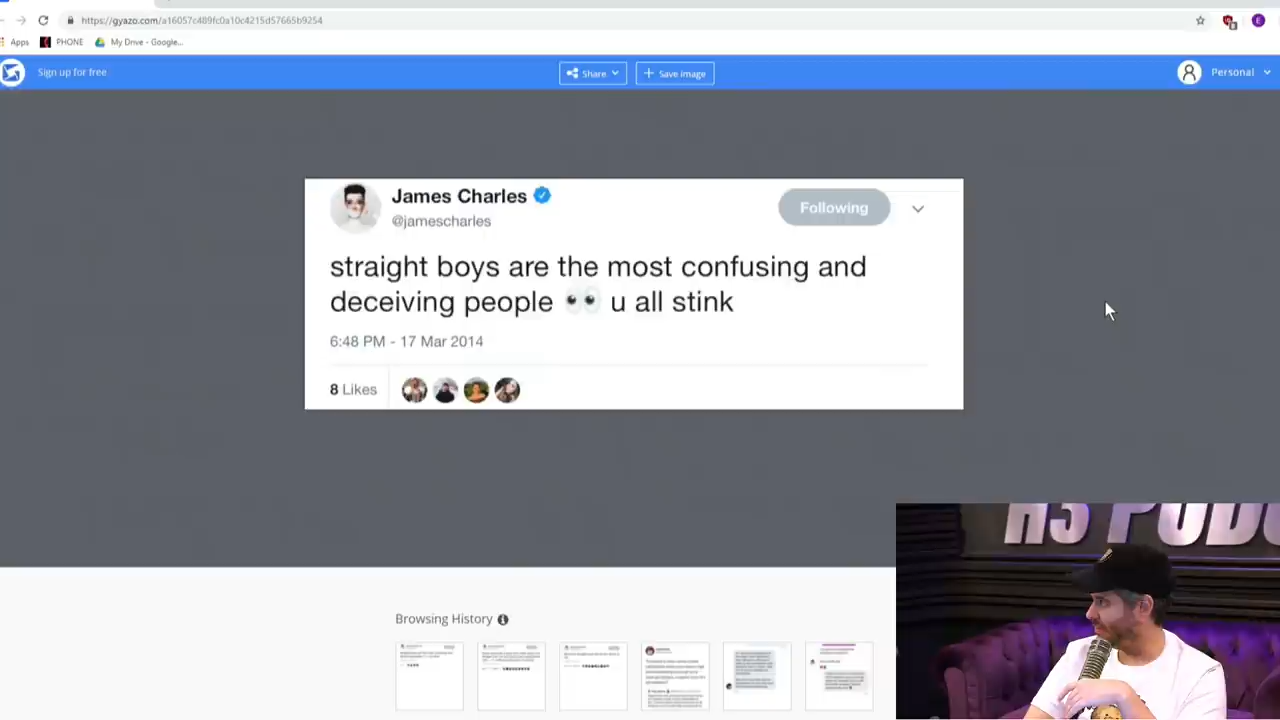 https://gyazo.com/a16057c489fc0a10c4215d57665b9254
Apps PHONE My Drive - Google...
Sign up for free Share Save image Personal
James Charles
@jamescharles
Following
straight boys are the most confusing and
deceiving people 👀 u all stink
6:48 PM - 17 Mar 2014
8 Likes
Browsing History
H3 PODC